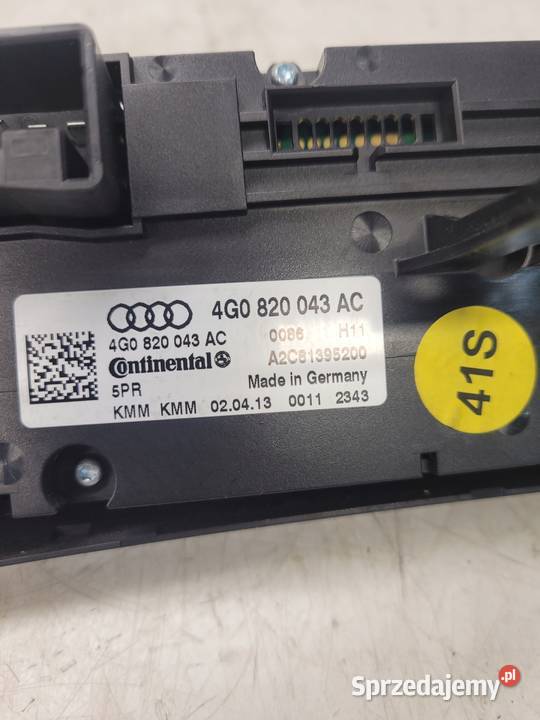 4G0 820 043 AC
4G0 820 043 AC
0086 H11
Continental
A2C81395200
5PR
Made in Germany
KMM KMM 02.04.13 0011 2343
41S
Sprzedajemy.pl